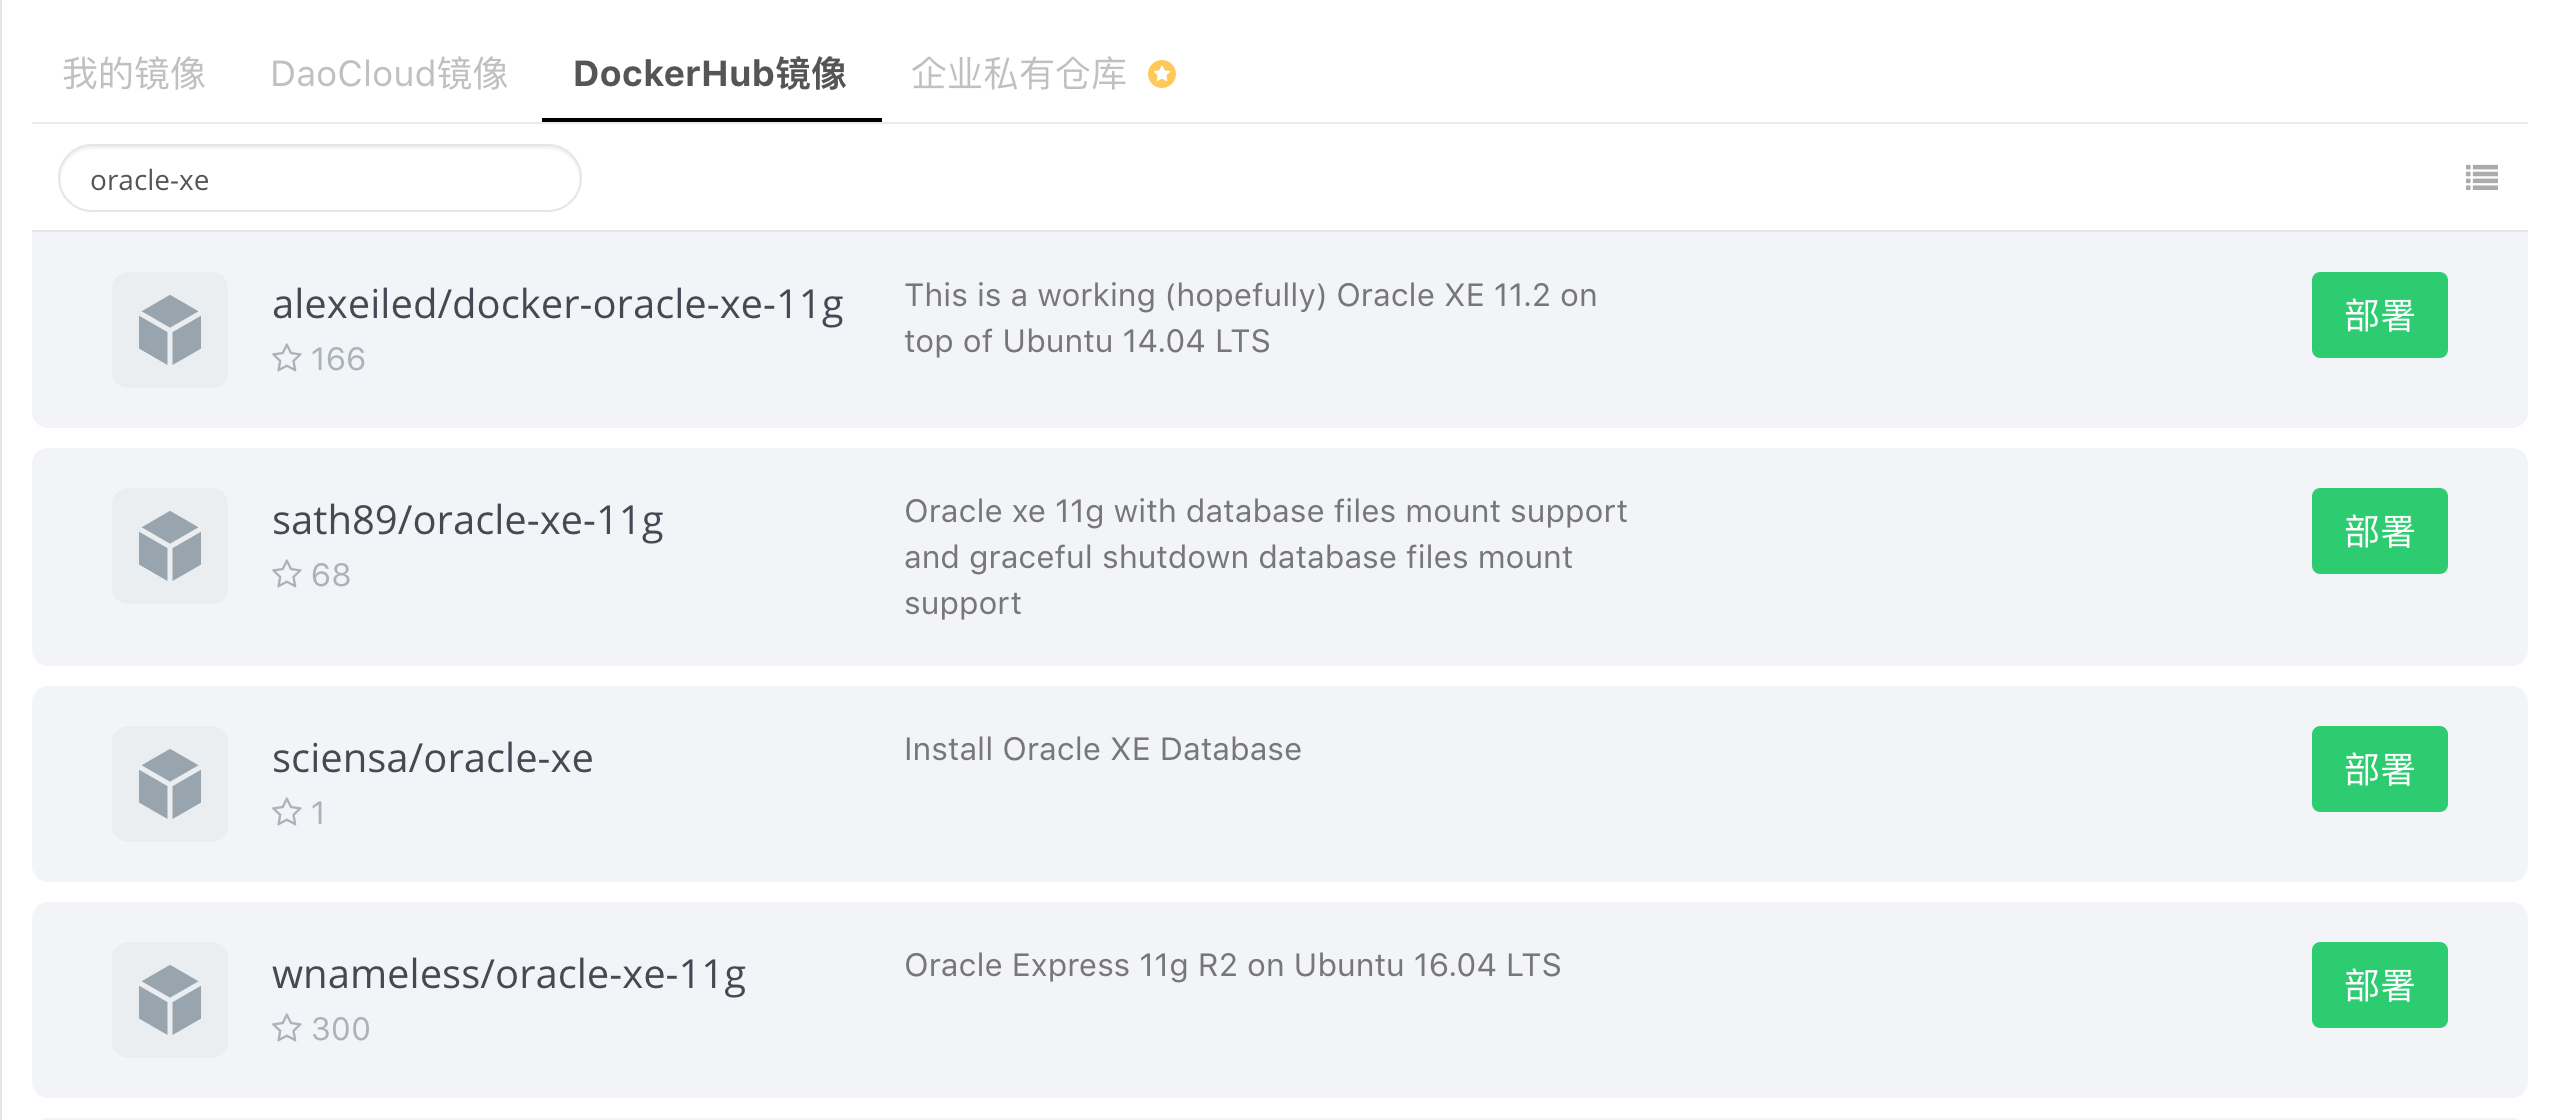 我的镜像 DaoCloud镜像 DockerHub镜像 企业私有仓库
oracle-xe
alexeiled/docker-oracle-xe-11g
166
This is a working (hopefully) Oracle XE 11.2 on
top of Ubuntu 14.04 LTS
部署
sath89/oracle-xe-11g
68
Oracle xe 11g with database files mount support
and graceful shutdown database files mount
support
部署
sciensa/oracle-xe
1
Install Oracle XE Database
部署
wnameless/oracle-xe-11g
300
Oracle Express 11g R2 on Ubuntu 16.04 LTS
部署